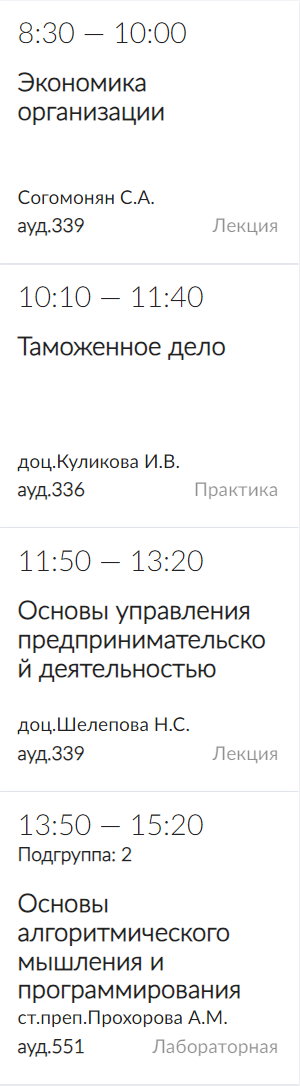 8:30 — 10:00
Экономика
организации
Согомонян С.А.
ауд.339 Лекция
10:10 — 11:40
Таможенное дело
доц.Куликова И.В.
ауд.336 Практика
11:50 — 13:20
Основы управления
предпринимательско
й деятельностью
доц.Шелепова Н.С.
ауд.339 Лекция
13:50 — 15:20
Подгруппа: 2
Основы
алгоритмического
мышления и
программирования
ст.преп.Прохорова А.М.
ауд.551 Лабораторная